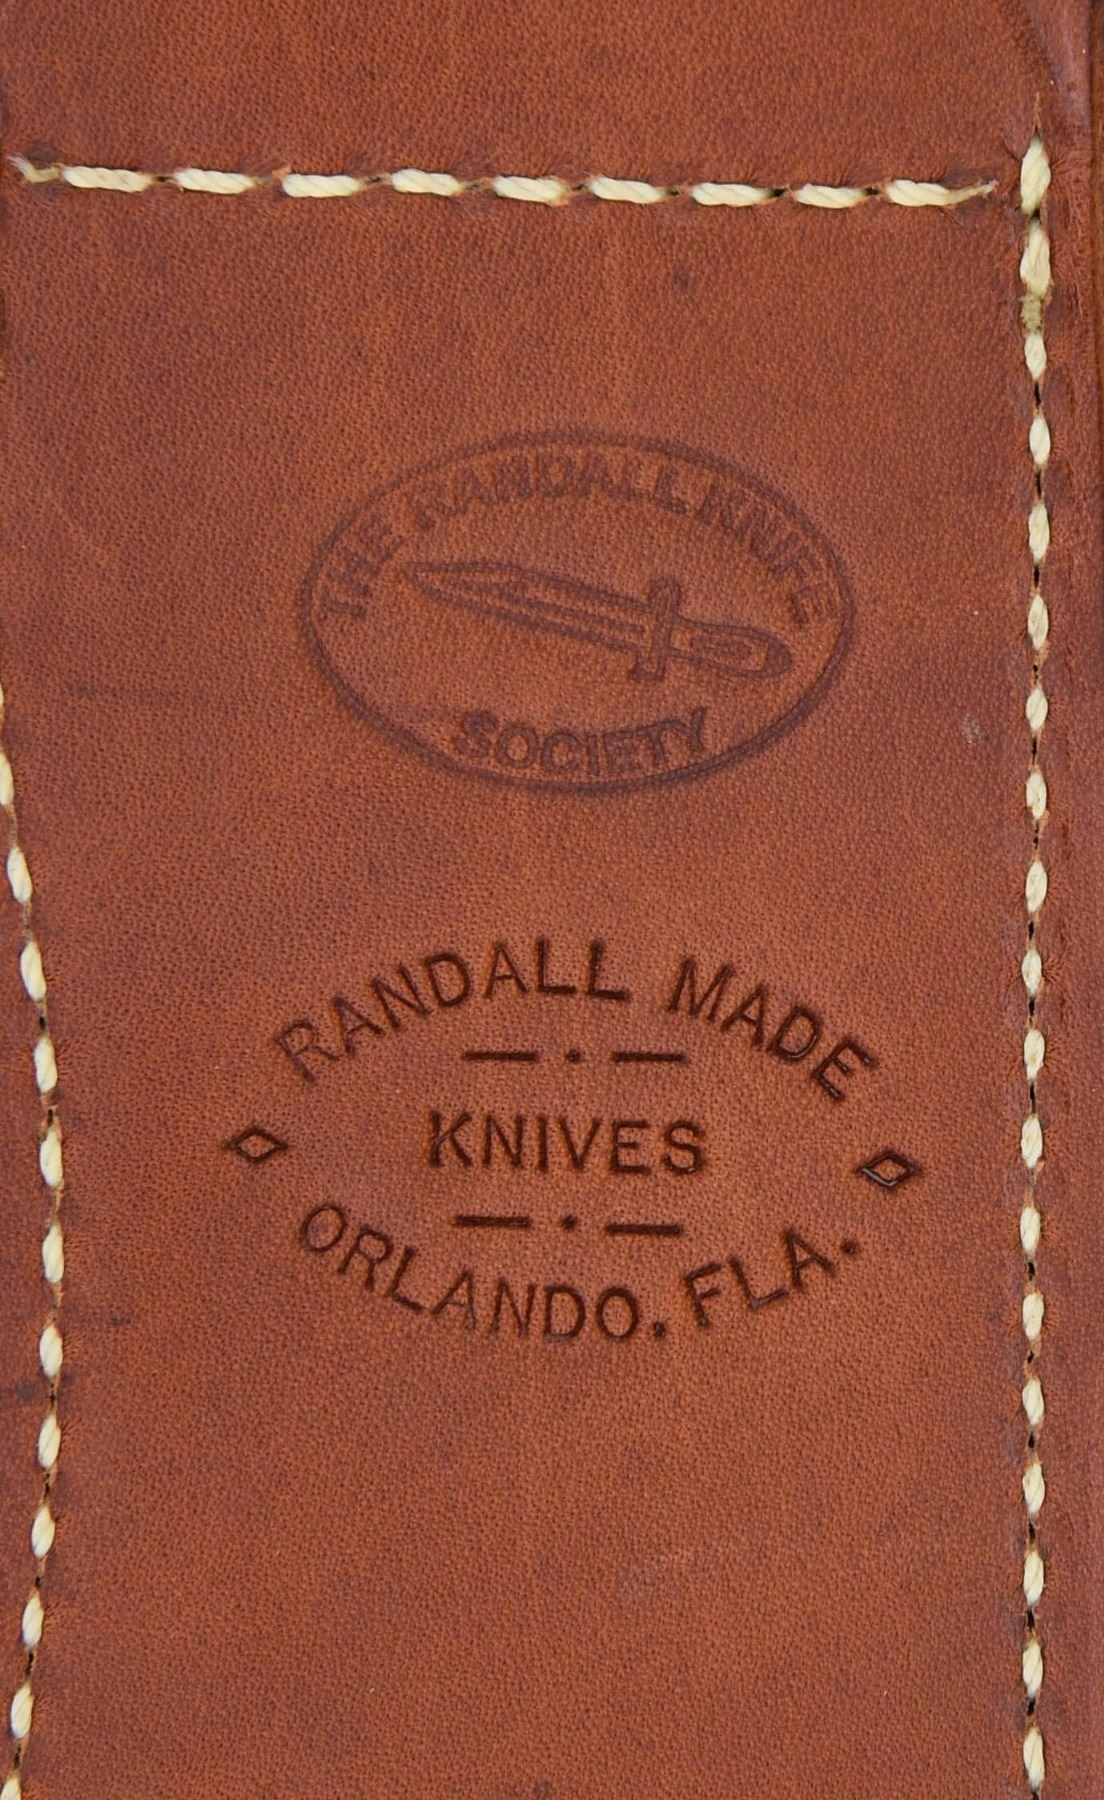 THE RANDALL KNIFE
SOCIETY
RANDALL MADE
KNIVES
ORLANDO, FLA.